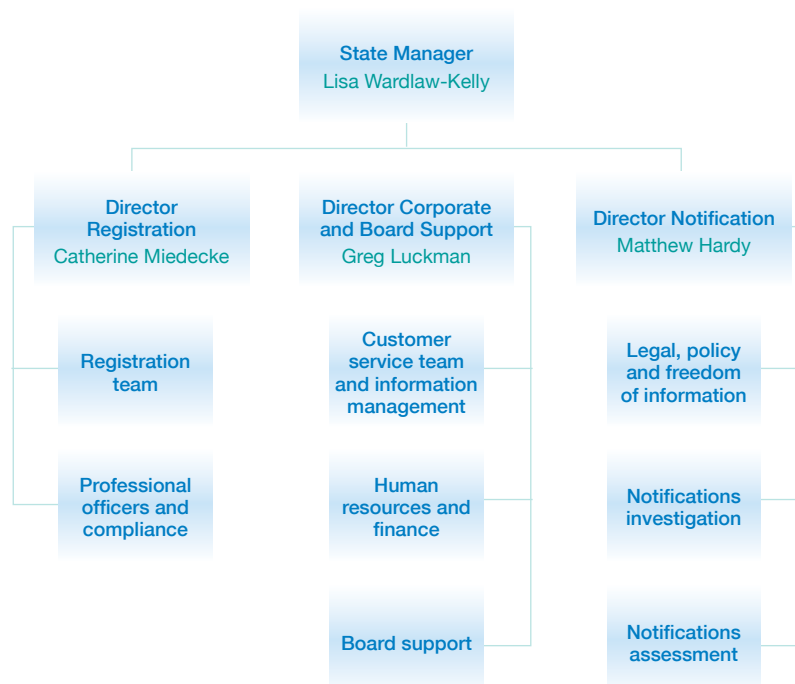 State Manager
Lisa Wardlaw-Kelly
Director
Registration
Catherine Miedecke
Director Corporate
and Board Support
Greg Luckman
Director Notification
Matthew Hardy
Registration
team
Customer
service team
and information
management
Legal, policy
and freedom
of information
Professional
officers and
compliance
Human
resources and
finance
Notifications
investigation
Board support
Notifications
assessment